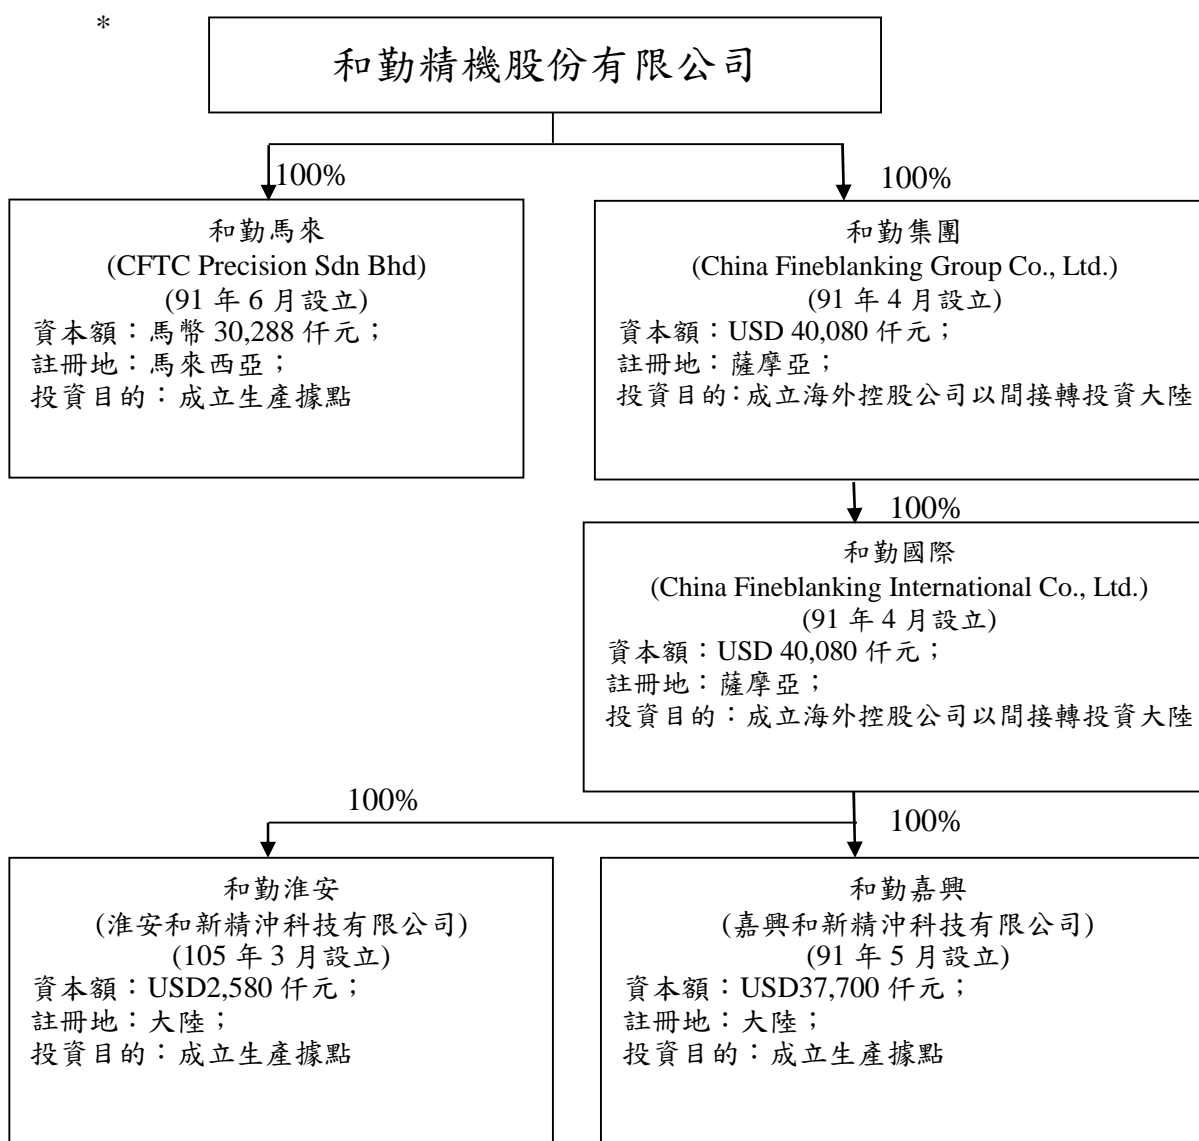 *
和勤精機股份有限公司
100%
100%
和勤馬來
(CFTC Precision Sdn Bhd)
(91 年 6 月設立)
資本額：馬幣 30,288 仟元；
註冊地：馬來西亞；
投資目的：成立生產據點
和勤集團
(China Fineblanking Group Co., Ltd.)
(91 年 4 月設立)
資本額：USD 40,080 仟元；
註冊地：薩摩亞；
投資目的：成立海外控股公司以間接轉投資大陸
100%
和勤國際
(China Fineblanking International Co., Ltd.)
(91 年 4 月設立)
資本額：USD 40,080 仟元；
註冊地：薩摩亞；
投資目的：成立海外控股公司以間接轉投資大陸
100%
100%
和勤淮安
(淮安和新精沖科技有限公司)
(105 年 3 月設立)
資本額：USD2,580 仟元；
註冊地：大陸；
投資目的：成立生產據點
和勤嘉興
(嘉興和新精沖科技有限公司)
(91 年 5 月設立)
資本額：USD37,700 仟元；
註冊地：大陸；
投資目的：成立生產據點